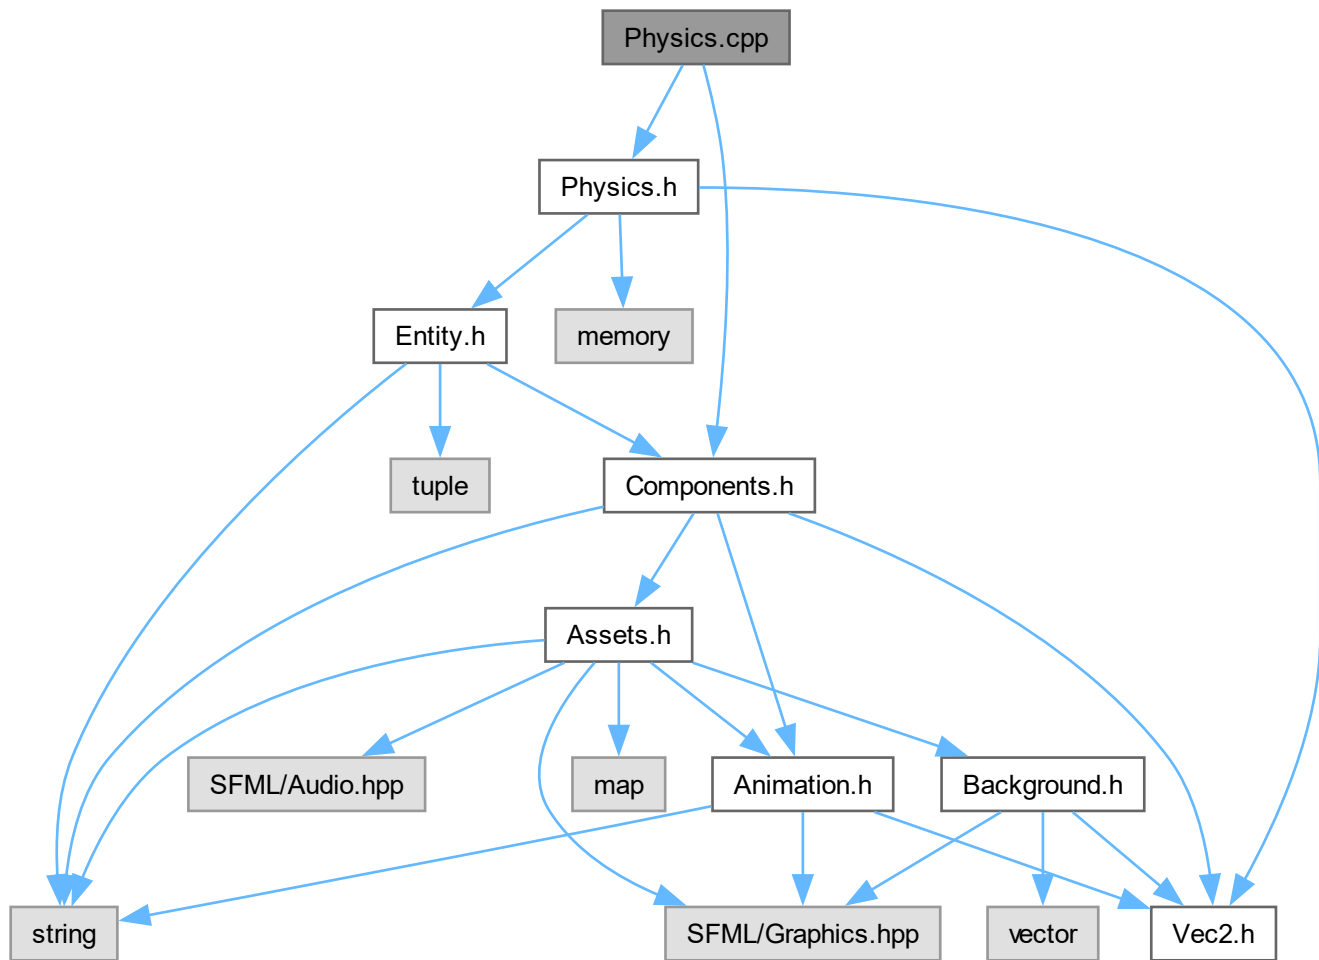 Physics.cpp
Physics.h
Entity.h
memory
tuple
Components.h
Assets.h
SFML/Audio.hpp
map
Animation.h
Background.h
string
SFML/Graphics.hpp
vector
Vec2.h